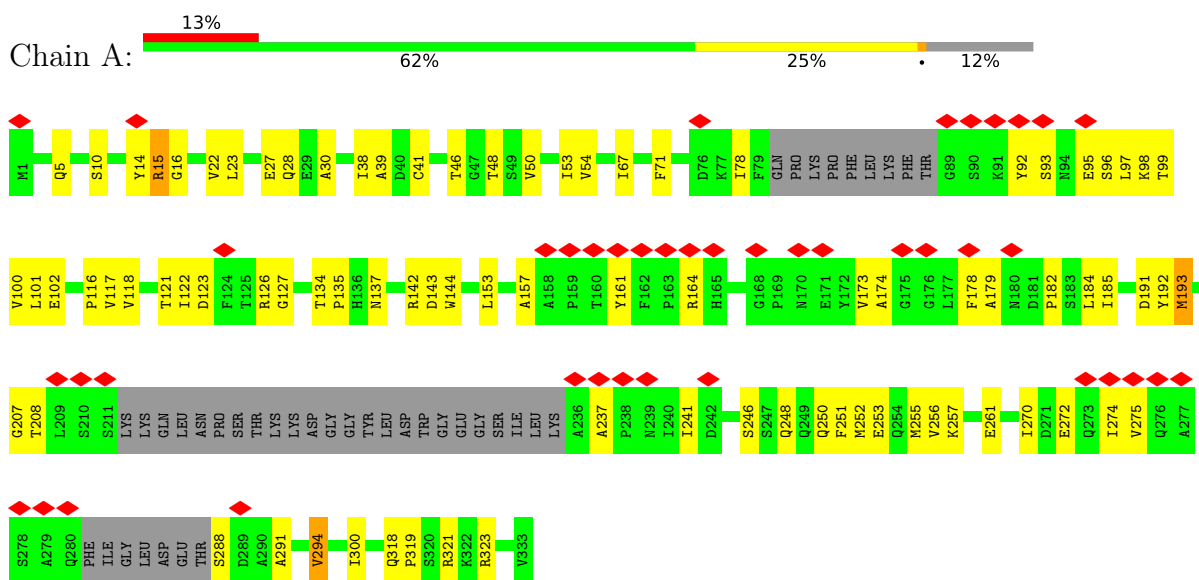 13%
Chain A:
62% 25% • 12%
M1 Q5 S10 Y14 R15 G16 V22 L23 E27 Q28 E29 A30 I38 A39 D40 C41 T46 G47 T48 S49 V50 I53 V54 I67 F71 D76 K77 I78 F79 GLN PRO LYS PRO PHE LEU LYS PHE THR G89 S90 K91 Y92 S93 N94 E95 S96 L97 K98 T99
V100 L101 E102 P116 V117 V118 T121 I122 D123 F124 T125 R126 G127 T134 P135 H136 N137 R142 D143 W144 L153 A157 A158 P159 T160 Y161 F162 P163 R164 H165 G168 P169 N170 E171 Y172 V173 A174 G175 G176 L177 F178 A179 N180 D181 P182 S183 L184 I185 D191 Y192 M193
G207 T208 L209 S210 S211 LYS LYS GLN LEU ASN PRO SER THR LYS LYS ASP GLY GLY TYR LEU ASP TRP GLY GLU GLY SER ILE LEU LYS A236 A237 P238 N239 I240 I241 D242 S246 S247 Q248 Q249 Q250 F251 M252 E253 Q254 M255 V256 K257 E261 I270 D271 E272 Q273 I274 V275 Q276 A277
S278 A279 Q280 PHE ILE GLY LEU ASP GLU THR S288 D289 A290 A291 V294 I300 Q318 P319 S320 R321 K322 R323 V333